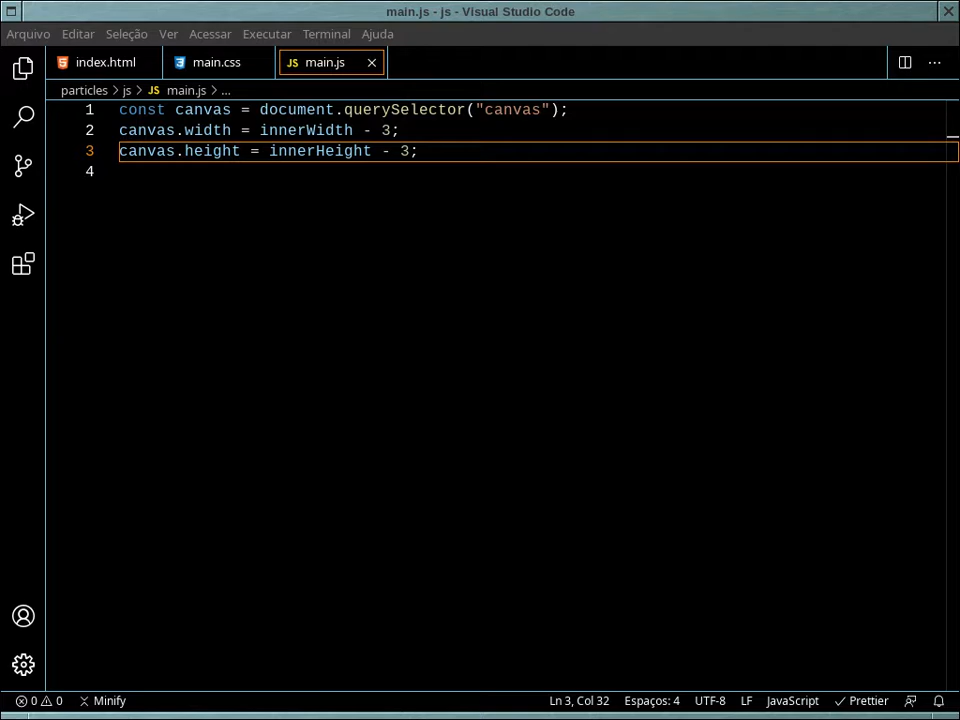 main.js - js - Visual Studio Code
Arquivo Editar Seleção Ver Acessar Executar Terminal Ajuda
index.html main.css JS main.js
particles > js > JS main.js > ...
1 const canvas = document.querySelector("canvas");
2 canvas.width = innerWidth - 3;
3 canvas.height = innerHeight - 3;
4
0 0 Minify Ln 3, Col 32 Espaços: 4 UTF-8 LF JavaScript Prettier